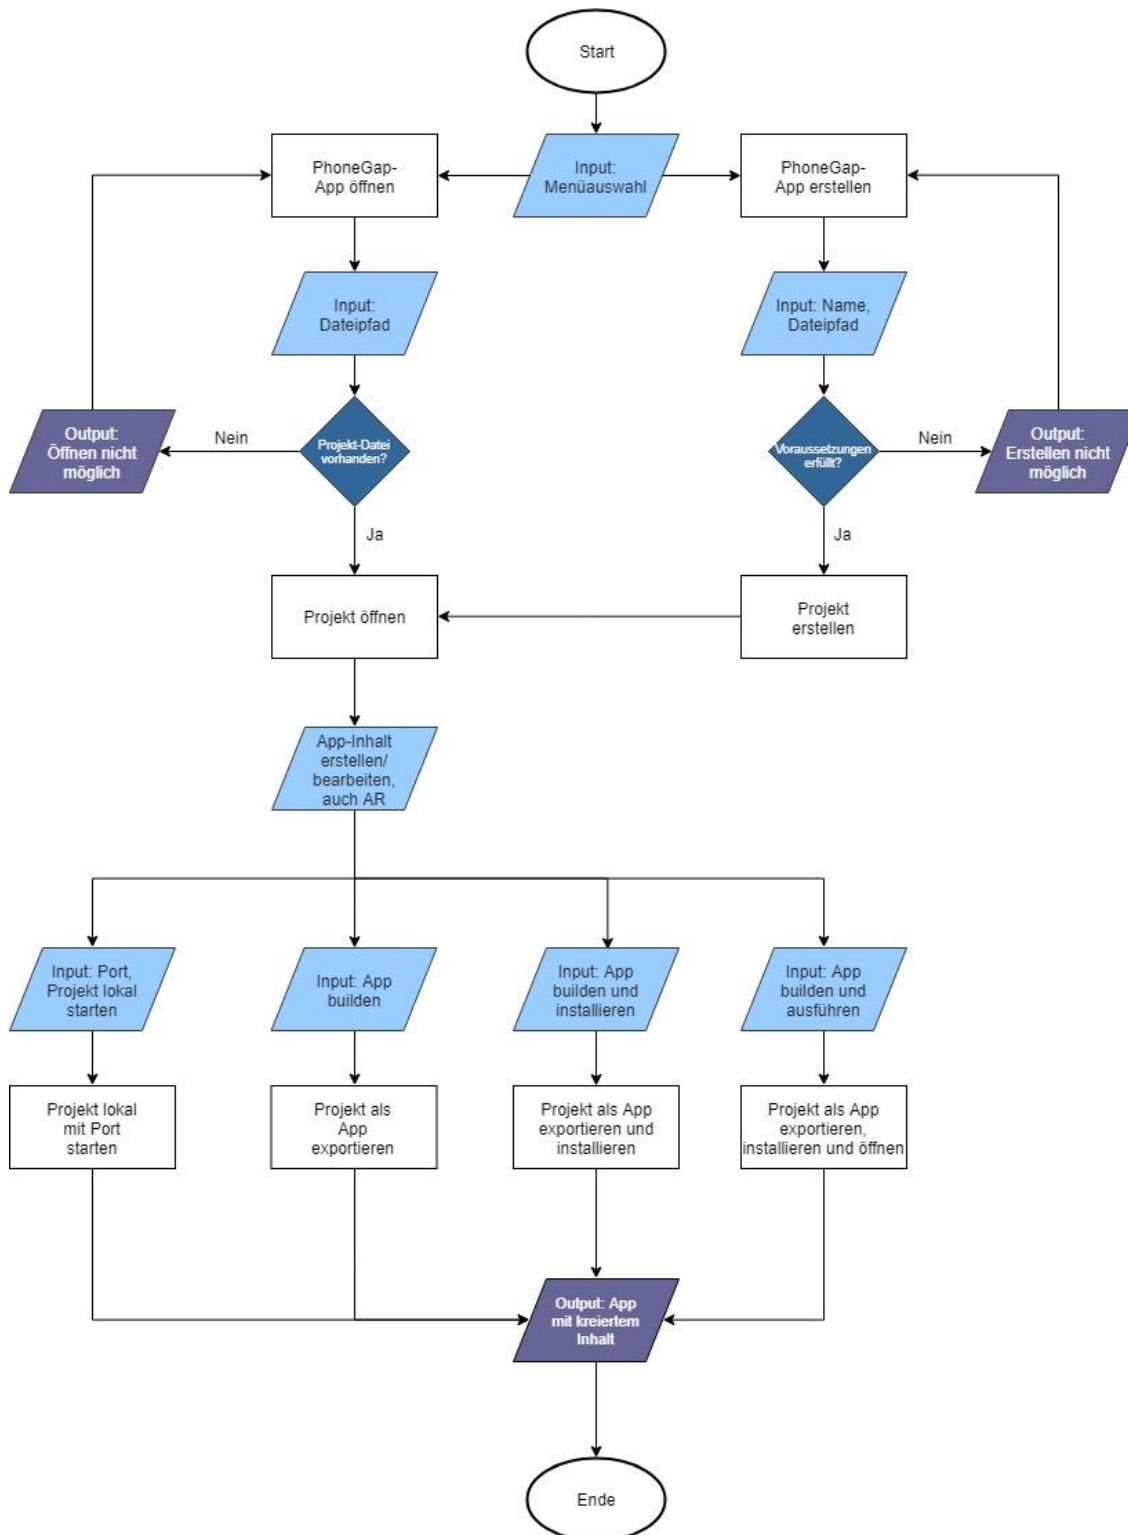 Start
PhoneGap-
App öffnen
Input:
Menüauswahl
PhoneGap-
App erstellen
Input:
Dateipfad
Input: Name,
Dateipfad
Output:
Öffnen nicht
möglich
Nein
Projekt-Datei
vorhanden?
Voraussetzungen
erfüllt?
Nein
Output:
Erstellen nicht
möglich
Ja
Ja
Projekt öffnen
Projekt
erstellen
App-Inhalt
erstellen/
bearbeiten,
auch AR
Input: Port,
Projekt lokal
starten
Input: App
builden
Input: App
builden und
installieren
Input: App
builden und
ausführen
Projekt lokal
mit Port
starten
Projekt als
App
exportieren
Projekt als App
exportieren und
installieren
Projekt als App
exportieren,
installieren und öffnen
Output: App
mit kreiertem
Inhalt
Ende